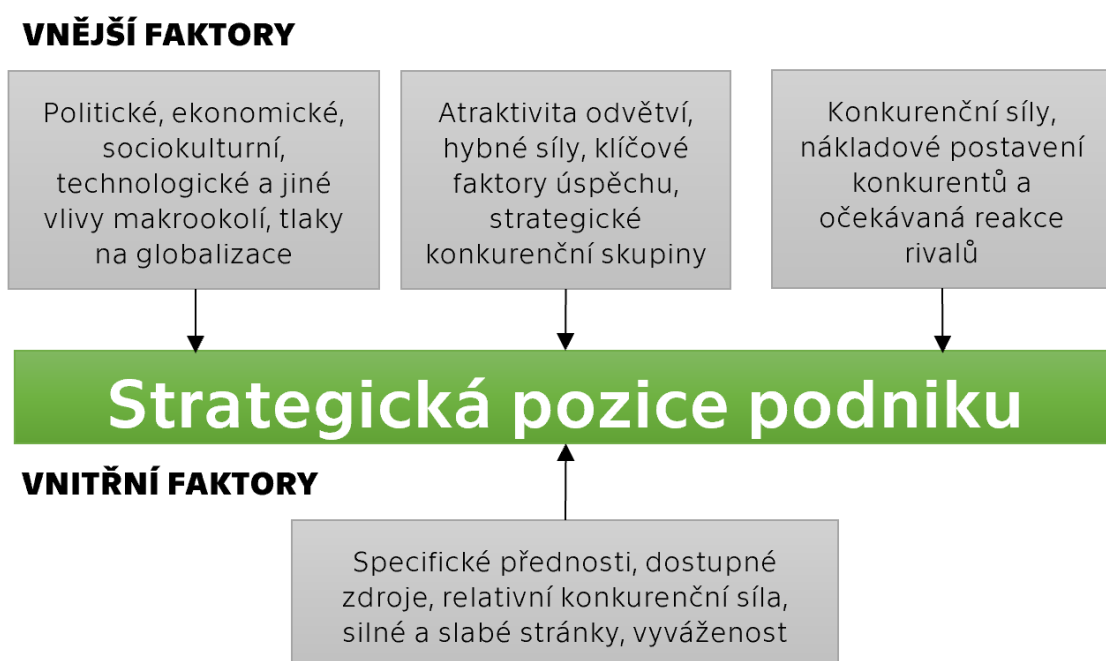 VNĚJŠÍ FAKTORY
Politické, ekonomické,
sociokulturní,
technologické a jiné
vlivy makrookolí, tlaky
na globalizace
Atraktivita odvětví,
hybné síly, klíčové
faktory úspěchu,
strategické
konkurenční skupiny
Konkurenční síly,
nákladové postavení
konkurentů a
očekávaná reakce
rivalů
Strategická pozice podniku
VNITŘNÍ FAKTORY
Specifické přednosti, dostupné
zdroje, relativní konkurenční síla,
silné a slabé stránky, vyváženost